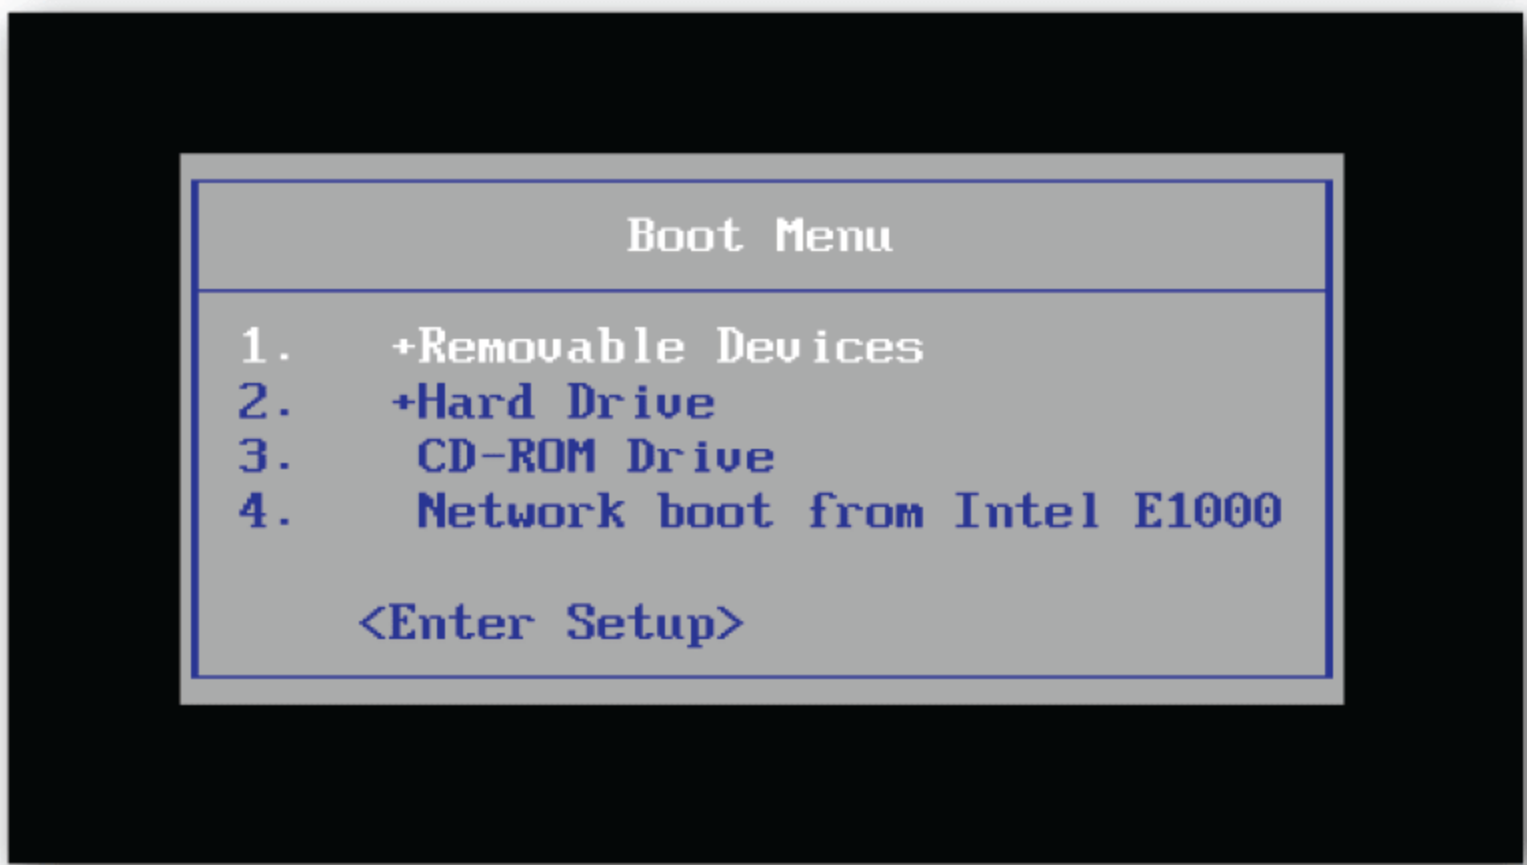 Boot Menu
1. +Removable Devices
2. +Hard Drive
3. CD-ROM Drive
4. Network boot from Intel E1000
<Enter Setup>